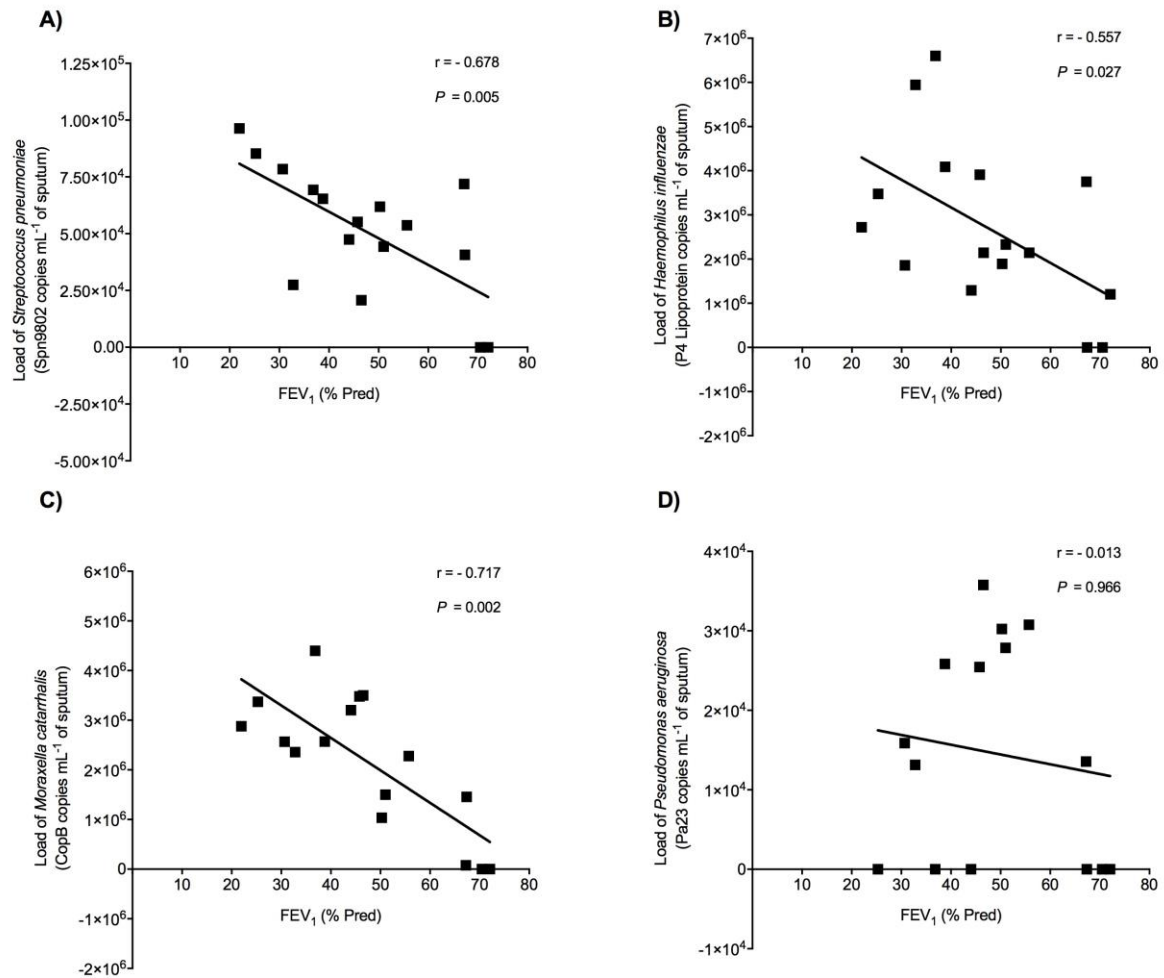 A)
Load of Streptococcus pneumoniae
(Spn9802 copies mL⁻¹ of sputum)
1.25×10⁵
1.00×10⁵
7.50×10⁴
5.00×10⁴
2.50×10⁴
0.00
-2.50×10⁴
-5.00×10⁴
10 20 30 40 50 60 70 80
FEV₁ (% Pred)
r = - 0.678
P = 0.005
B)
Load of Haemophilus influenzae
(P4 Lipoprotein copies mL⁻¹ of sputum)
7×10⁶
6×10⁶
5×10⁶
4×10⁶
3×10⁶
2×10⁶
1×10⁶
0
-1×10⁶
-2×10⁶
10 20 30 40 50 60 70 80
FEV₁ (% Pred)
r = - 0.557
P = 0.027
C)
Load of Moraxella catarrhalis
(CopB copies mL⁻¹ of sputum)
6×10⁶
5×10⁶
4×10⁶
3×10⁶
2×10⁶
1×10⁶
0
-1×10⁶
-2×10⁶
10 20 30 40 50 60 70 80
FEV₁ (% Pred)
r = - 0.717
P = 0.002
D)
Load of Pseudomonas aeruginosa
(Pa23 copies mL⁻¹ of sputum)
4×10⁴
3×10⁴
2×10⁴
1×10⁴
0
-1×10⁴
10 20 30 40 50 60 70 80
FEV₁ (% Pred)
r = - 0.013
P = 0.966